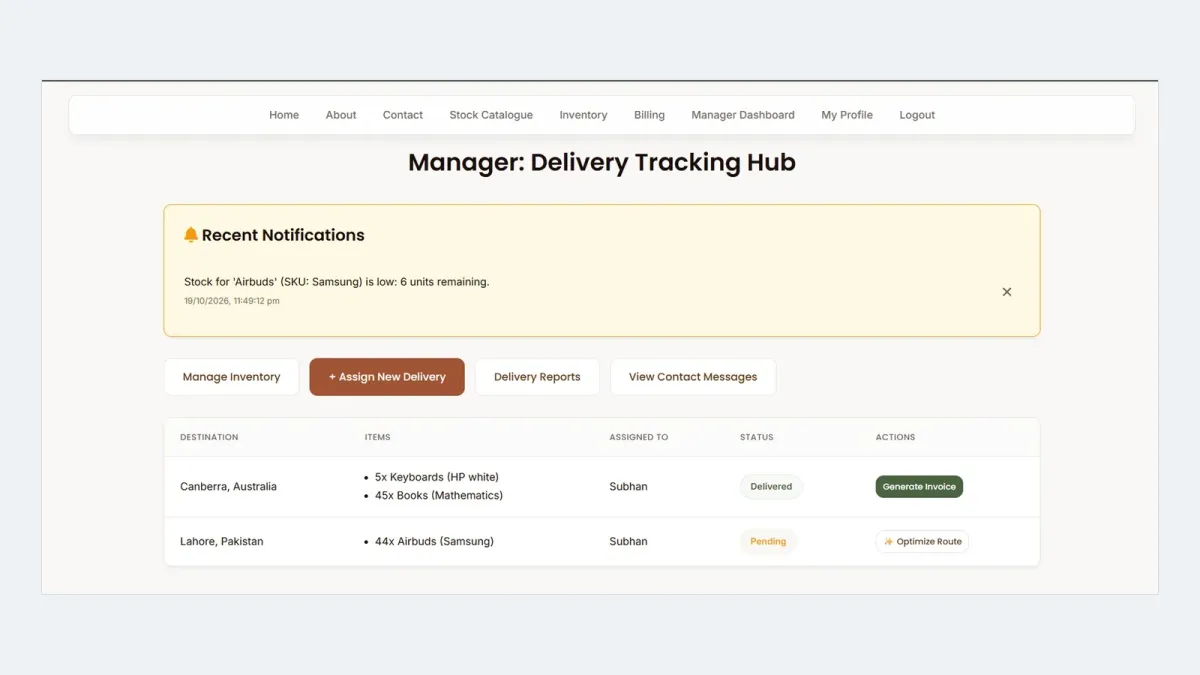 Home About Contact Stock Catalogue Inventory Billing Manager Dashboard My Profile Logout
Manager: Delivery Tracking Hub
Recent Notifications
Stock for 'Airbuds' (SKU: Samsung) is low: 6 units remaining.
19/10/2026, 11:49:12 pm
Manage Inventory + Assign New Delivery Delivery Reports View Contact Messages
DESTINATION ITEMS ASSIGNED TO STATUS ACTIONS
Canberra, Australia • 5x Keyboards (HP white) Subhan Delivered Generate Invoice
• 45x Books (Mathematics)
Lahore, Pakistan • 44x Airbuds (Samsung) Subhan Pending Optimize Route